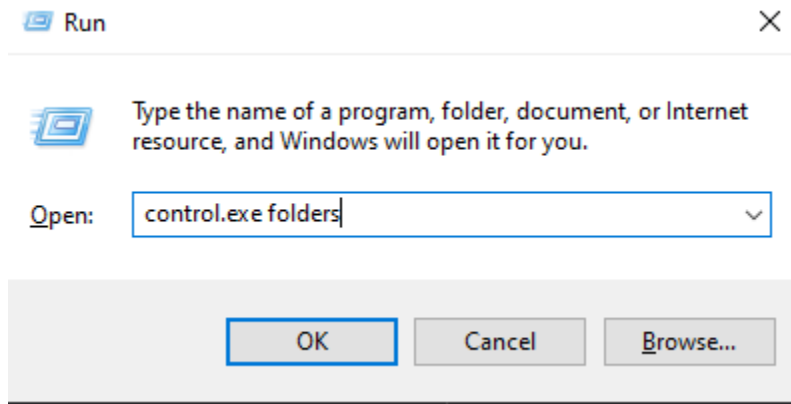 Run
Type the name of a program, folder, document, or Internet
resource, and Windows will open it for you.
Open: control.exe folders
OK Cancel Browse...